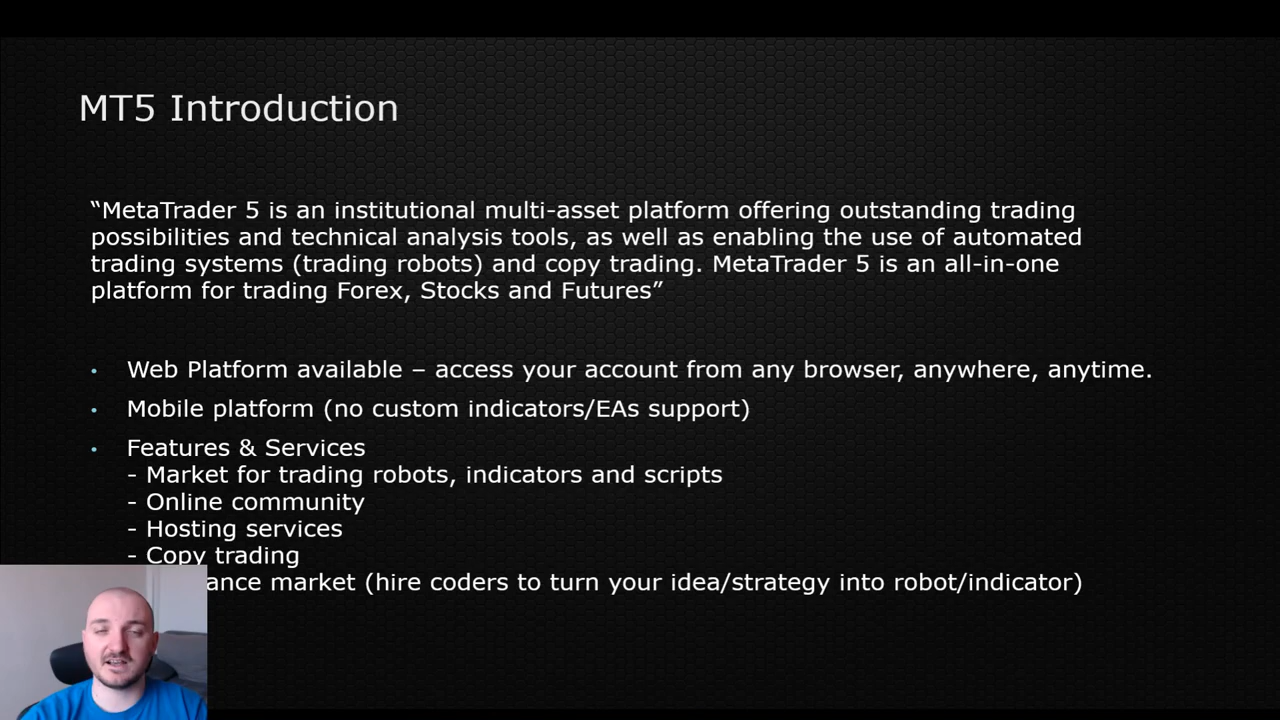 MT5 Introduction
“MetaTrader 5 is an institutional multi-asset platform offering outstanding trading
possibilities and technical analysis tools, as well as enabling the use of automated
trading systems (trading robots) and copy trading. MetaTrader 5 is an all-in-one
platform for trading Forex, Stocks and Futures”
• Web Platform available – access your account from any browser, anywhere, anytime.
• Mobile platform (no custom indicators/EAs support)
• Features & Services
- Market for trading robots, indicators and scripts
- Online community
- Hosting services
- Copy trading
market (hire coders to turn your idea/strategy into robot/indicator)